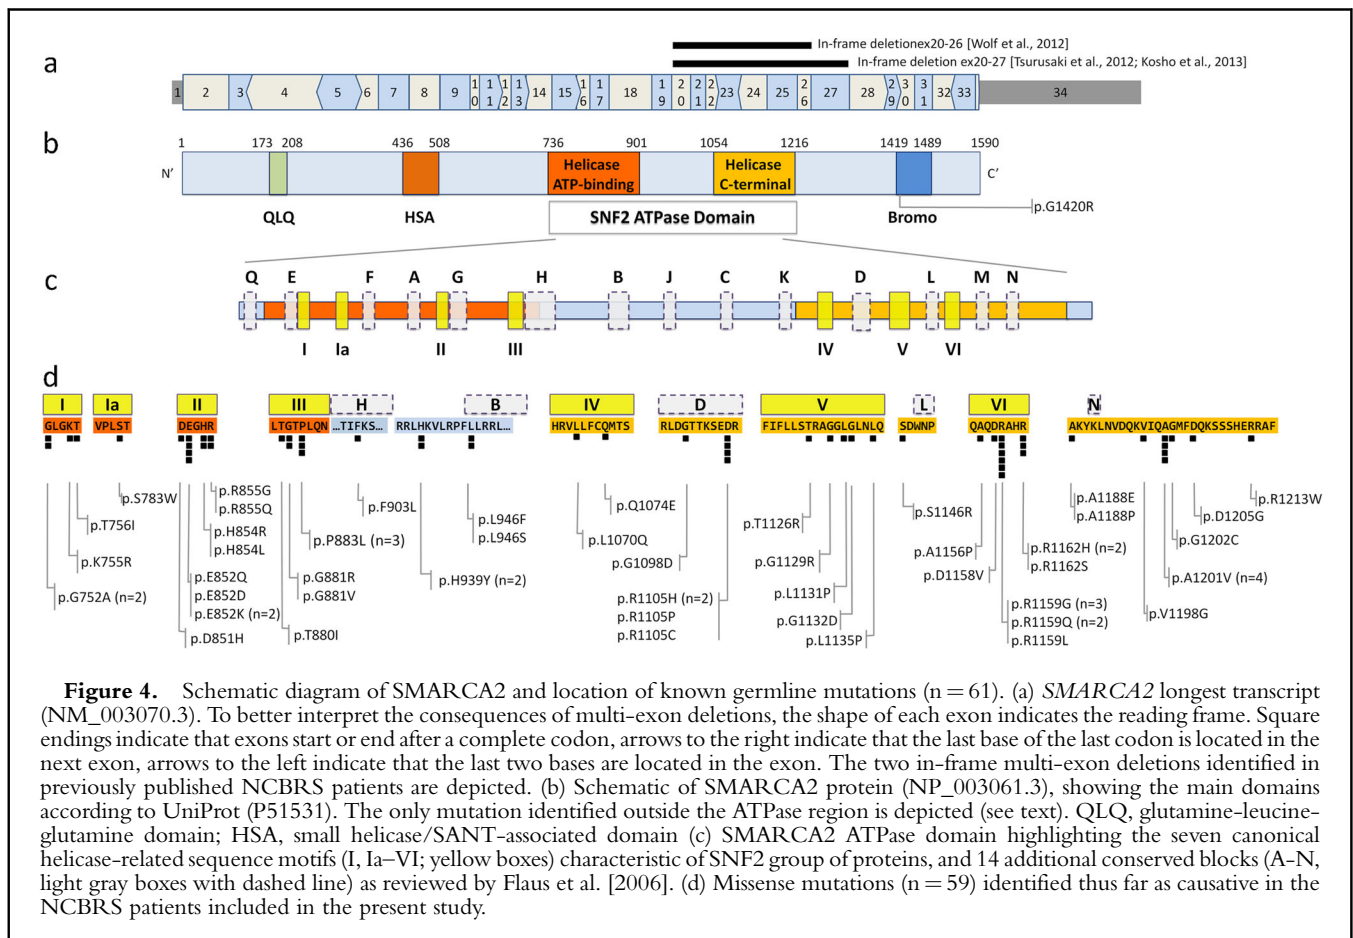 a
In-frame deletionex20-26 [Wolf et al., 2012]
In-frame deletion ex20-27 [Tsurusaki et al., 2012; Kosho et al., 2013]
1 2 3 4 5 6 7 8 9 10 11 12 13 14 15 16 17 18 19 20 21 22 23 24 25 26 27 28 29 30 31 32 33 34
b
1 173 208 436 508 736 901 1054 1216 1419 1489 1590
N' Helicase ATP-binding Helicase C-terminal C'
QLQ HSA SNF2 ATPase Domain Bromo p.G1420R
c
Q E F A G H B J C K D L M N
I Ia II III IV V VI
d
I Ia II III H B IV D V L VI N
GLGKT VPLST DEGHR LTGTPLQN ...TIFKS... RRLHKVLRPFLLRRL... HRVLLFCQMTS RLDGTTKSEDR FIFLLSTRAGGLGLNLQ SDWNP QAQDRAHR AKYKLNVDQKVIQAGMFDQKSSSHERRAF
p.G752A (n=2)
p.K755R
p.T756I
p.S783W
p.D851H
p.E852Q
p.E852D
p.E852K (n=2)
p.H854R
p.H854L
p.R855G
p.R855Q
p.T880I
p.G881R
p.G881V
p.P883L (n=3)
p.F903L
p.H939Y (n=2)
p.L946F
p.L946S
p.L1070Q
p.Q1074E
p.G1098D
p.R1105H (n=2)
p.R1105P
p.R1105C
p.T1126R
p.G1129R
p.L1131P
p.G1132D
p.L1135P
p.S1146R
p.A1156P
p.D1158V
p.R1159G (n=3)
p.R1159Q (n=2)
p.R1159L
p.R1162H (n=2)
p.R1162S
p.A1188E
p.A1188P
p.V1198G
p.A1201V (n=4)
p.G1202C
p.D1205G
p.R1213W
Figure 4. Schematic diagram of SMARCA2 and location of known germline mutations (n = 61). (a) SMARCA2 longest transcript
(NM_003070.3). To better interpret the consequences of multi-exon deletions, the shape of each exon indicates the reading frame. Square
endings indicate that exons start or end after a complete codon, arrows to the right indicate that the last base of the last codon is located in the
next exon, arrows to the left indicate that the last two bases are located in the exon. The two in-frame multi-exon deletions identified in
previously published NCBRS patients are depicted. (b) Schematic of SMARCA2 protein (NP_003061.3), showing the main domains
according to UniProt (P51531). The only mutation identified outside the ATPase region is depicted (see text). QLQ, glutamine-leucine-
glutamine domain; HSA, small helicase/SANT-associated domain (c) SMARCA2 ATPase domain highlighting the seven canonical
helicase-related sequence motifs (I, Ia–VI; yellow boxes) characteristic of SNF2 group of proteins, and 14 additional conserved blocks (A-N,
light gray boxes with dashed line) as reviewed by Flaus et al. [2006]. (d) Missense mutations (n = 59) identified thus far as causative in the
NCBRS patients included in the present study.